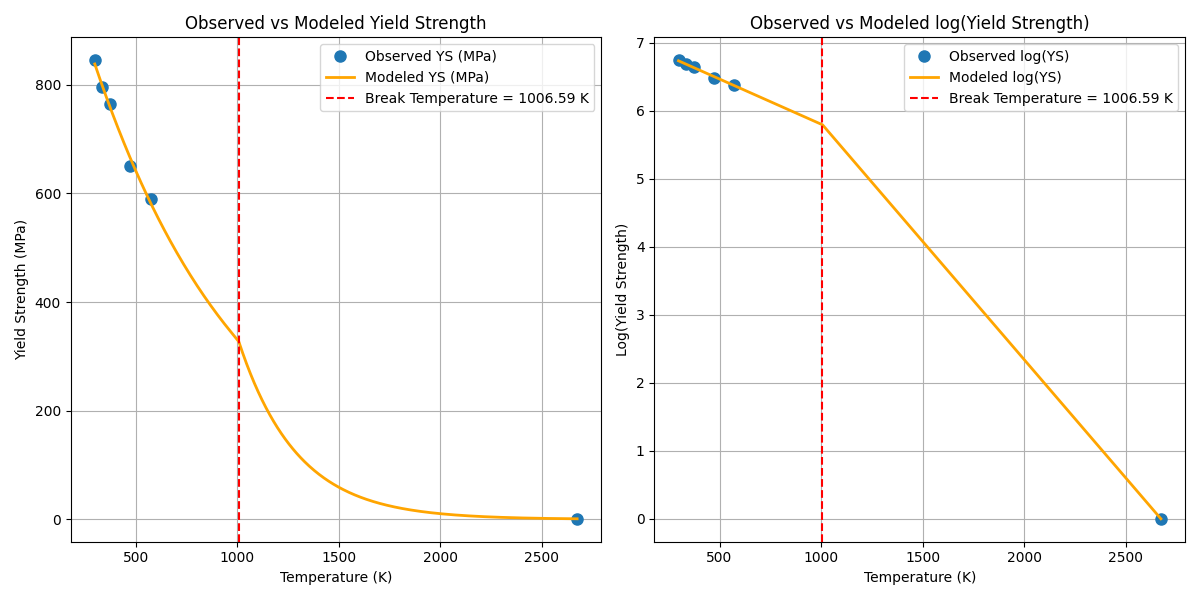 Observed vs Modeled Yield Strength
Observed YS (MPa)
Modeled YS (MPa)
Break Temperature = 1006.59 K
Yield Strength (MPa)
800
600
400
200
0
500 1000 1500 2000 2500
Temperature (K)
Observed vs Modeled log(Yield Strength)
Observed log(YS)
Modeled log(YS)
Break Temperature = 1006.59 K
Log(Yield Strength)
7
6
5
4
3
2
1
0
500 1000 1500 2000 2500
Temperature (K)